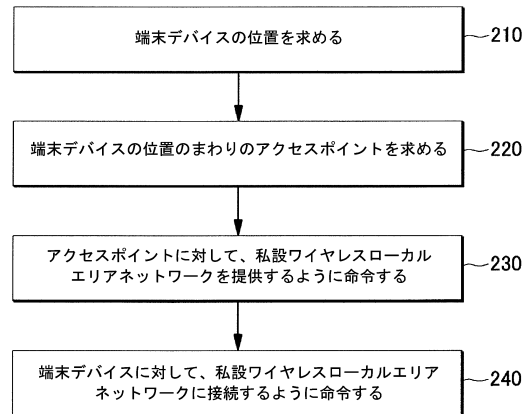 端末デバイスの位置を求める
210
端末デバイスの位置のまわりのアクセスポイントを求める
220
アクセスポイントに対して、私設ワイヤレスローカル
エリアネットワークを提供するように命令する
230
端末デバイスに対して、私設ワイヤレスローカルエリア
ネットワークに接続するように命令する
240